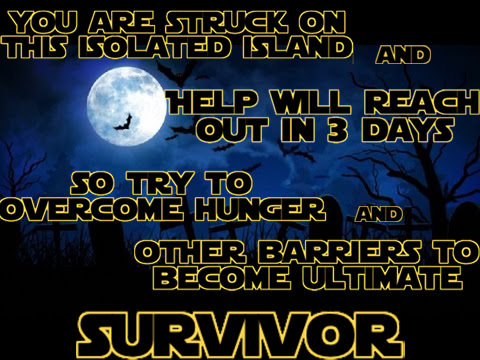 YOU ARE STRUCK ON
THIS ISOLATED ISLAND AND
HELP WILL REACH
OUT IN 3 DAYS
SO TRY TO
OVERCOME HUNGER AND
OTHER BARRIERS TO
BECOME ULTIMATE
SURVIVOR